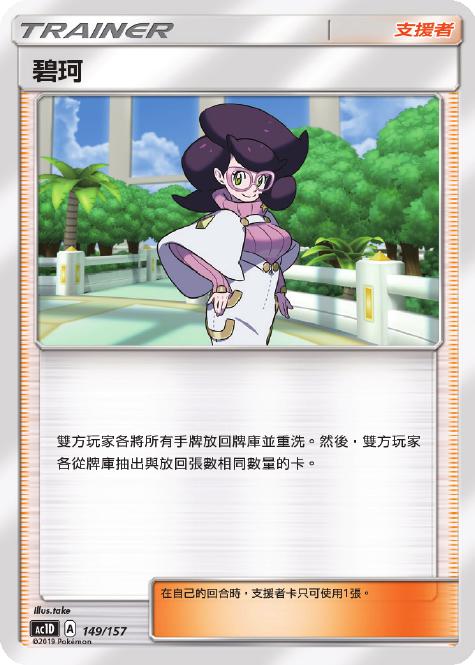 TRAINER
支援者
碧珂
雙方玩家各將所有手牌放回牌庫並重洗。然後,雙方玩家
各從牌庫抽出與放回張數相同數量的卡。
在自己的回合時,支援者卡只可使用1張。
illus.take
AC1D A 149/157
©2019 Pokémon